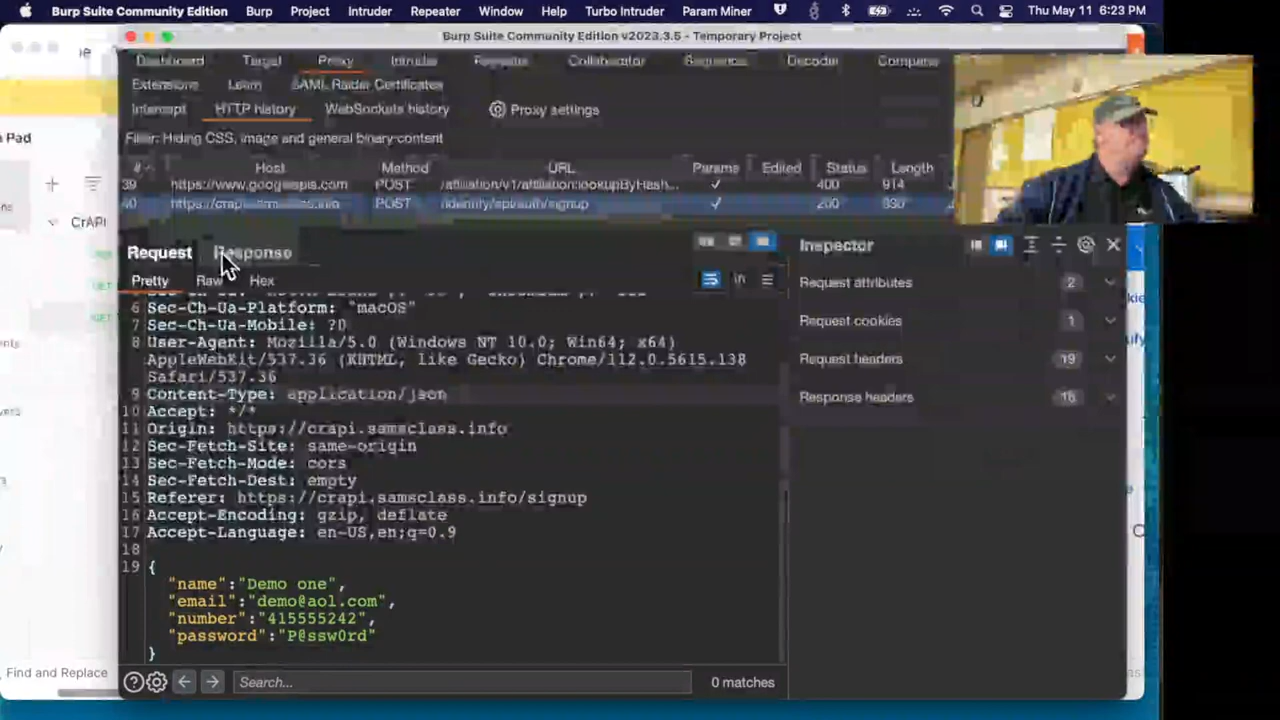 Burp Suite Community Edition Burp Project Intruder Repeater Window Help Turbo Intruder Param Miner Thu May 11 6:23 PM
Burp Suite Community Edition v2023.3.5 - Temporary Project
Dashboard Target Proxy Intruder Repeater Collaborator Sequencer Decoder Compare
Extensions Learn SAML Raider Certificates
Intercept HTTP history WebSockets history Proxy settings
Filter: Hiding CSS, image and general binary content
# Host Method URL Params Edited Status Length
39 https://www.googleapis.com POST /affiliation/v1/affiliation:lookupByHash... ✓ 400 914
40 https://crapi.samsclass.info POST /identity/api/auth/signup ✓ 200
Request Response
Pretty Raw Hex
\n
6 Sec-Ch-Ua-Platform: "macOS"
7 Sec-Ch-Ua-Mobile: ?0
8 User-Agent: Mozilla/5.0 (Windows NT 10.0; Win64; x64)
AppleWebKit/537.36 (KHTML, like Gecko) Chrome/112.0.5615.138
Safari/537.36
9 Content-Type: application/json
10 Accept: */*
11 Origin: https://crapi.samsclass.info
12 Sec-Fetch-Site: same-origin
13 Sec-Fetch-Mode: cors
14 Sec-Fetch-Dest: empty
15 Referer: https://crapi.samsclass.info/signup
16 Accept-Encoding: gzip, deflate
17 Accept-Language: en-US,en;q=0.9
18
19 {
"name":"Demo one",
"email":"demo@aol.com",
"number":"415555242",
"password":"P@ssw0rd"
}
Search... 0 matches
Inspector
Request attributes 2
Request cookies 1
Request headers 19
Response headers 16
Pad
CrAPI
Find and Replace